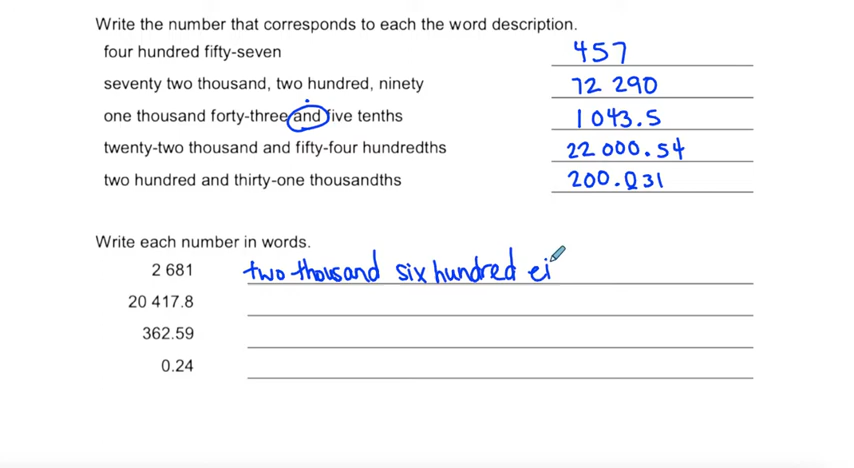 Write the number that corresponds to each the word description.
four hundred fifty-seven 457
seventy two thousand, two hundred, ninety 72 290
one thousand forty-three and five tenths 1 043.5
twenty-two thousand and fifty-four hundredths 22 000.54
two hundred and thirty-one thousandths 200.031
Write each number in words.
2 681 two thousand six hundred ei
20 417.8
362.59
0.24